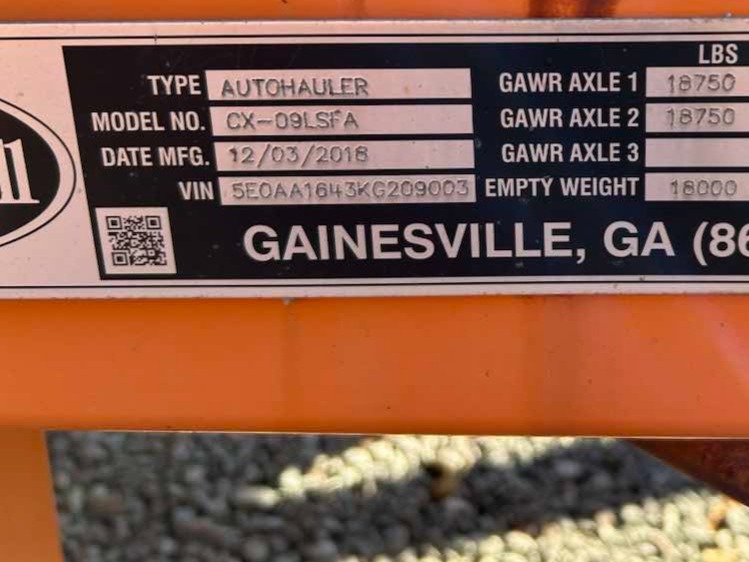 LBS
TYPE AUTOHAULER GAWR AXLE 1 18750
MODEL NO. CX-09LSFA GAWR AXLE 2 18750
DATE MFG. 12/03/2018 GAWR AXLE 3
VIN 5E0AA1643KG209003 EMPTY WEIGHT 18000
GAINESVILLE, GA (86